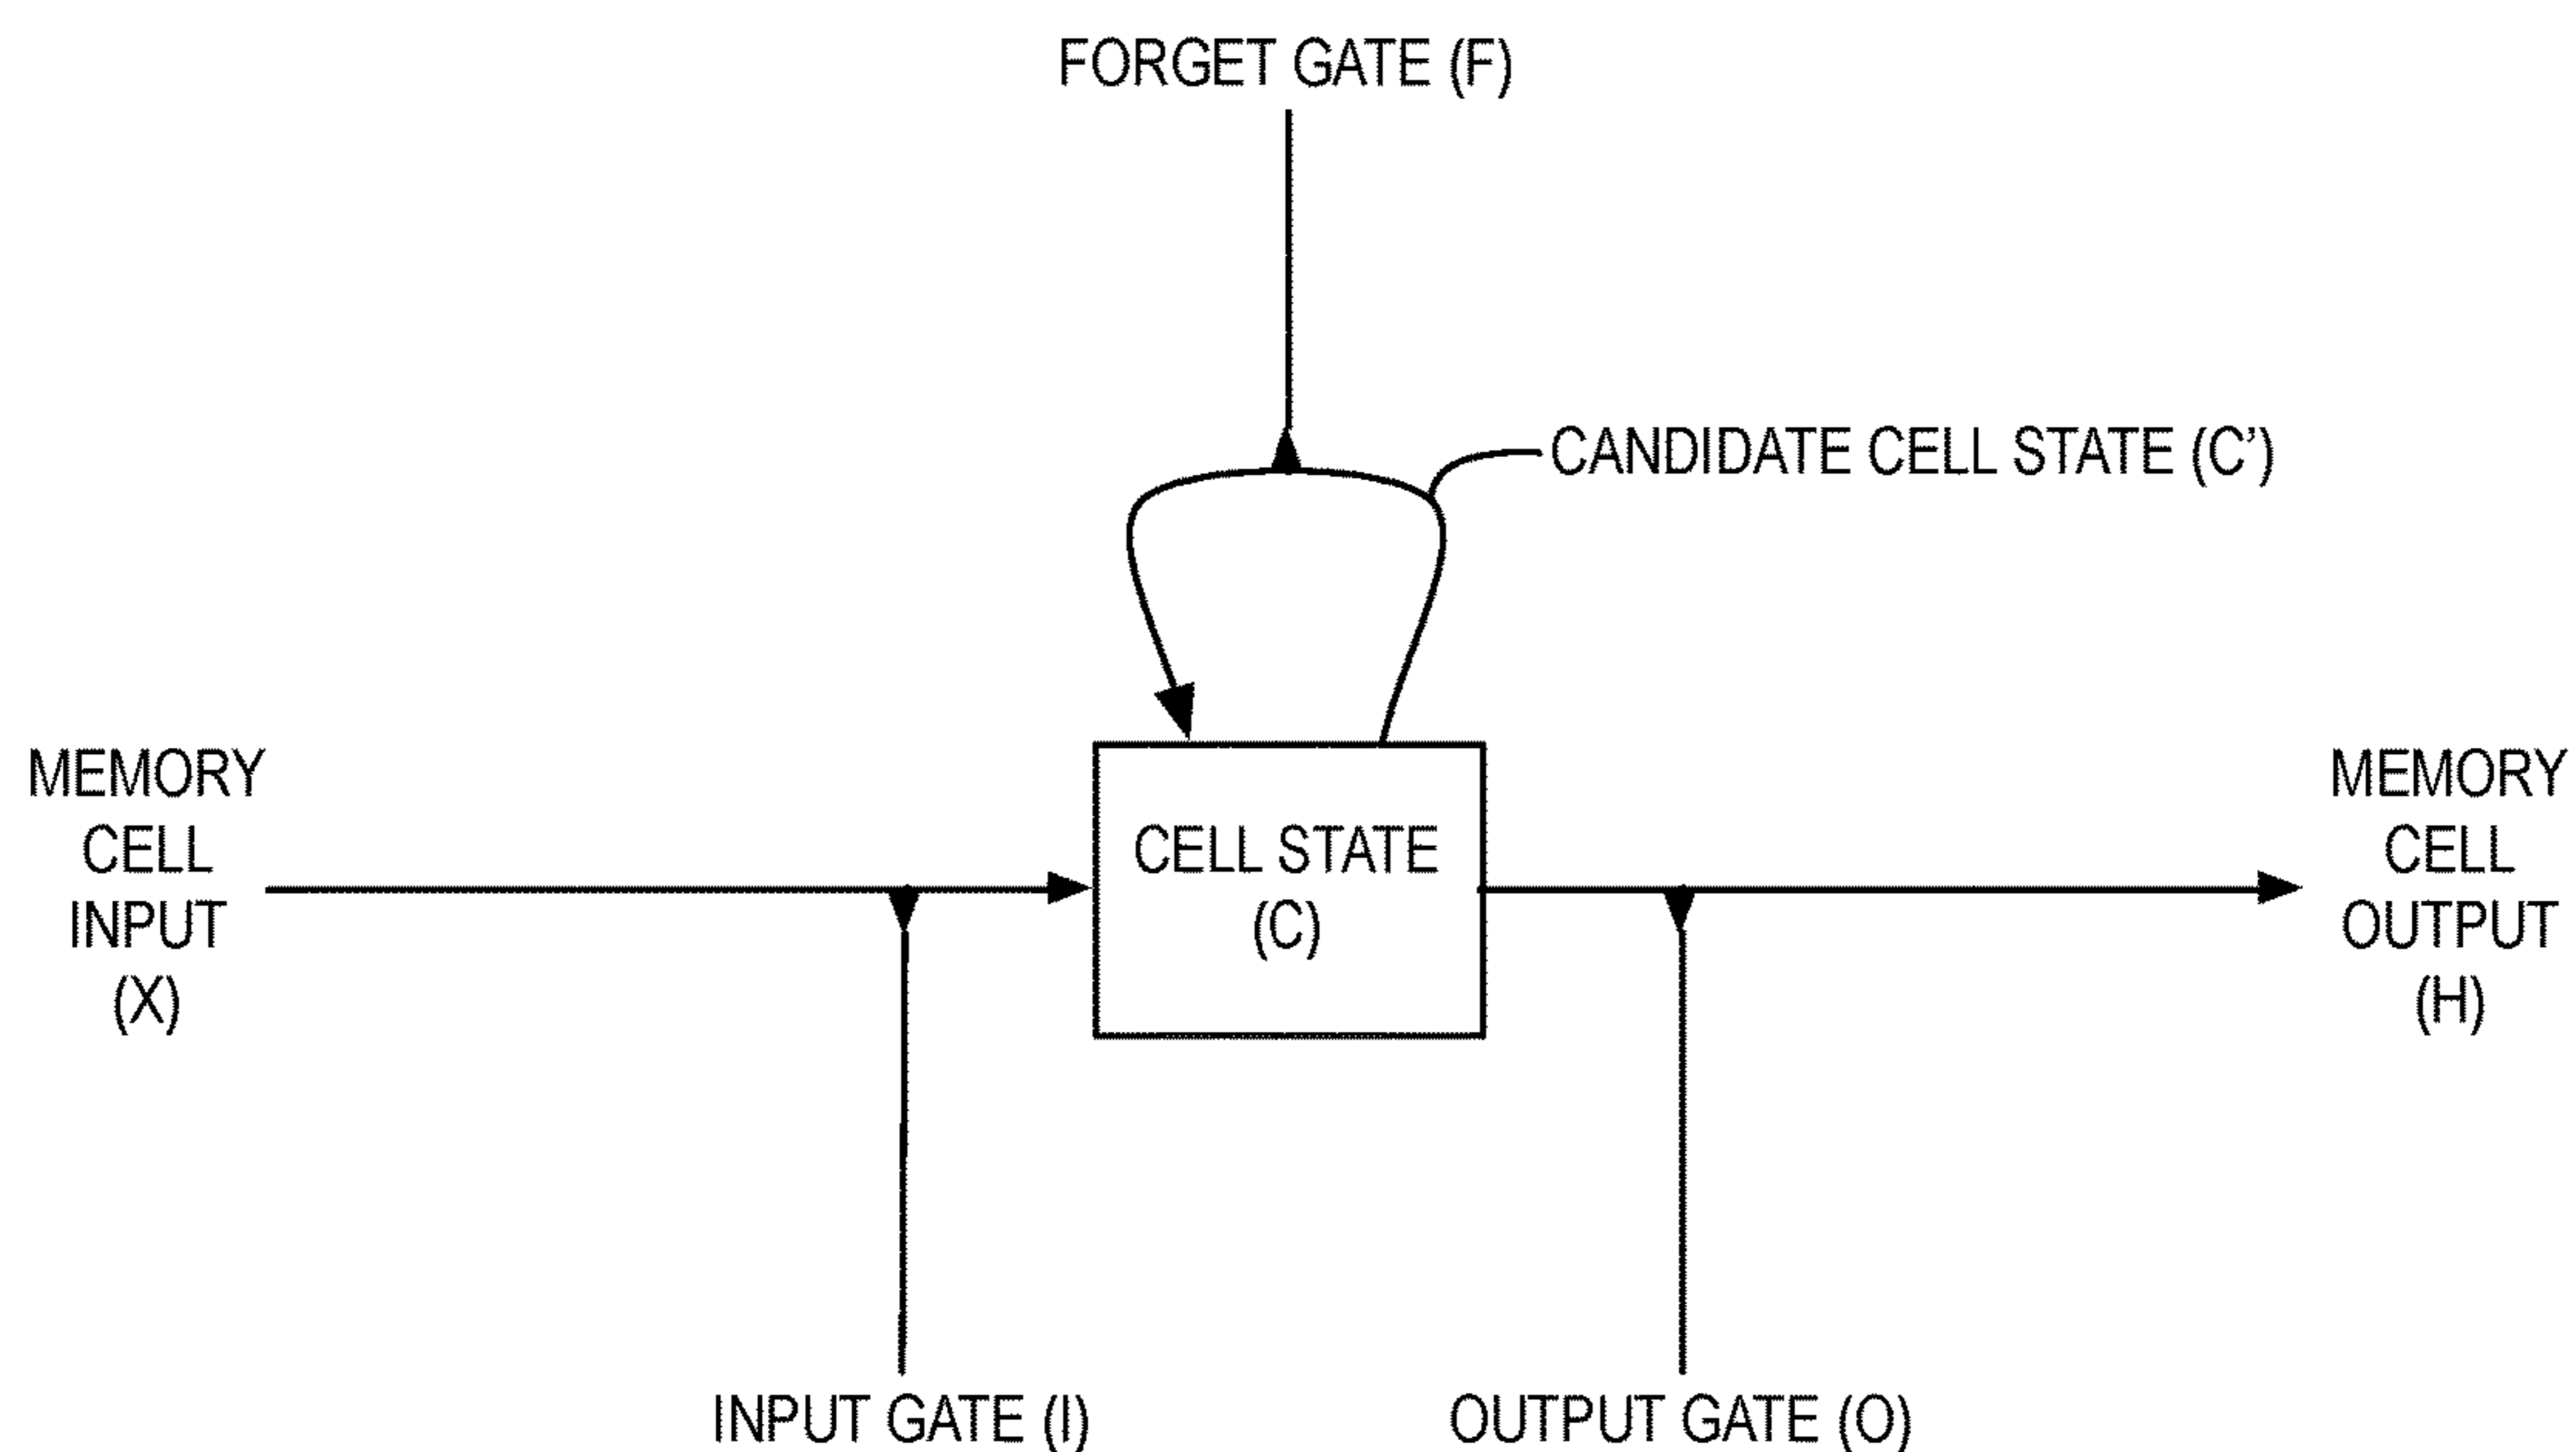 FORGET GATE (F)
CANDIDATE CELL STATE (C’)
MEMORY
CELL
INPUT
(X)
CELL STATE
(C)
MEMORY
CELL
OUTPUT
(H)
INPUT GATE (I)
OUTPUT GATE (O)